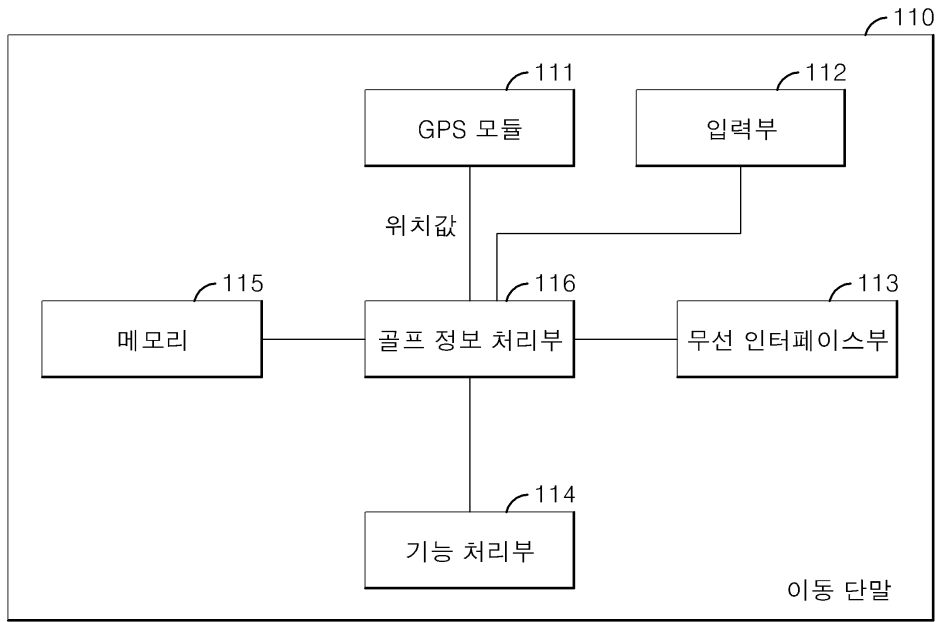 110
111
112
GPS 모듈
입력부
위치값
115
116
113
메모리
골프 정보 처리부
무선 인터페이스부
114
기능 처리부
이동 단말